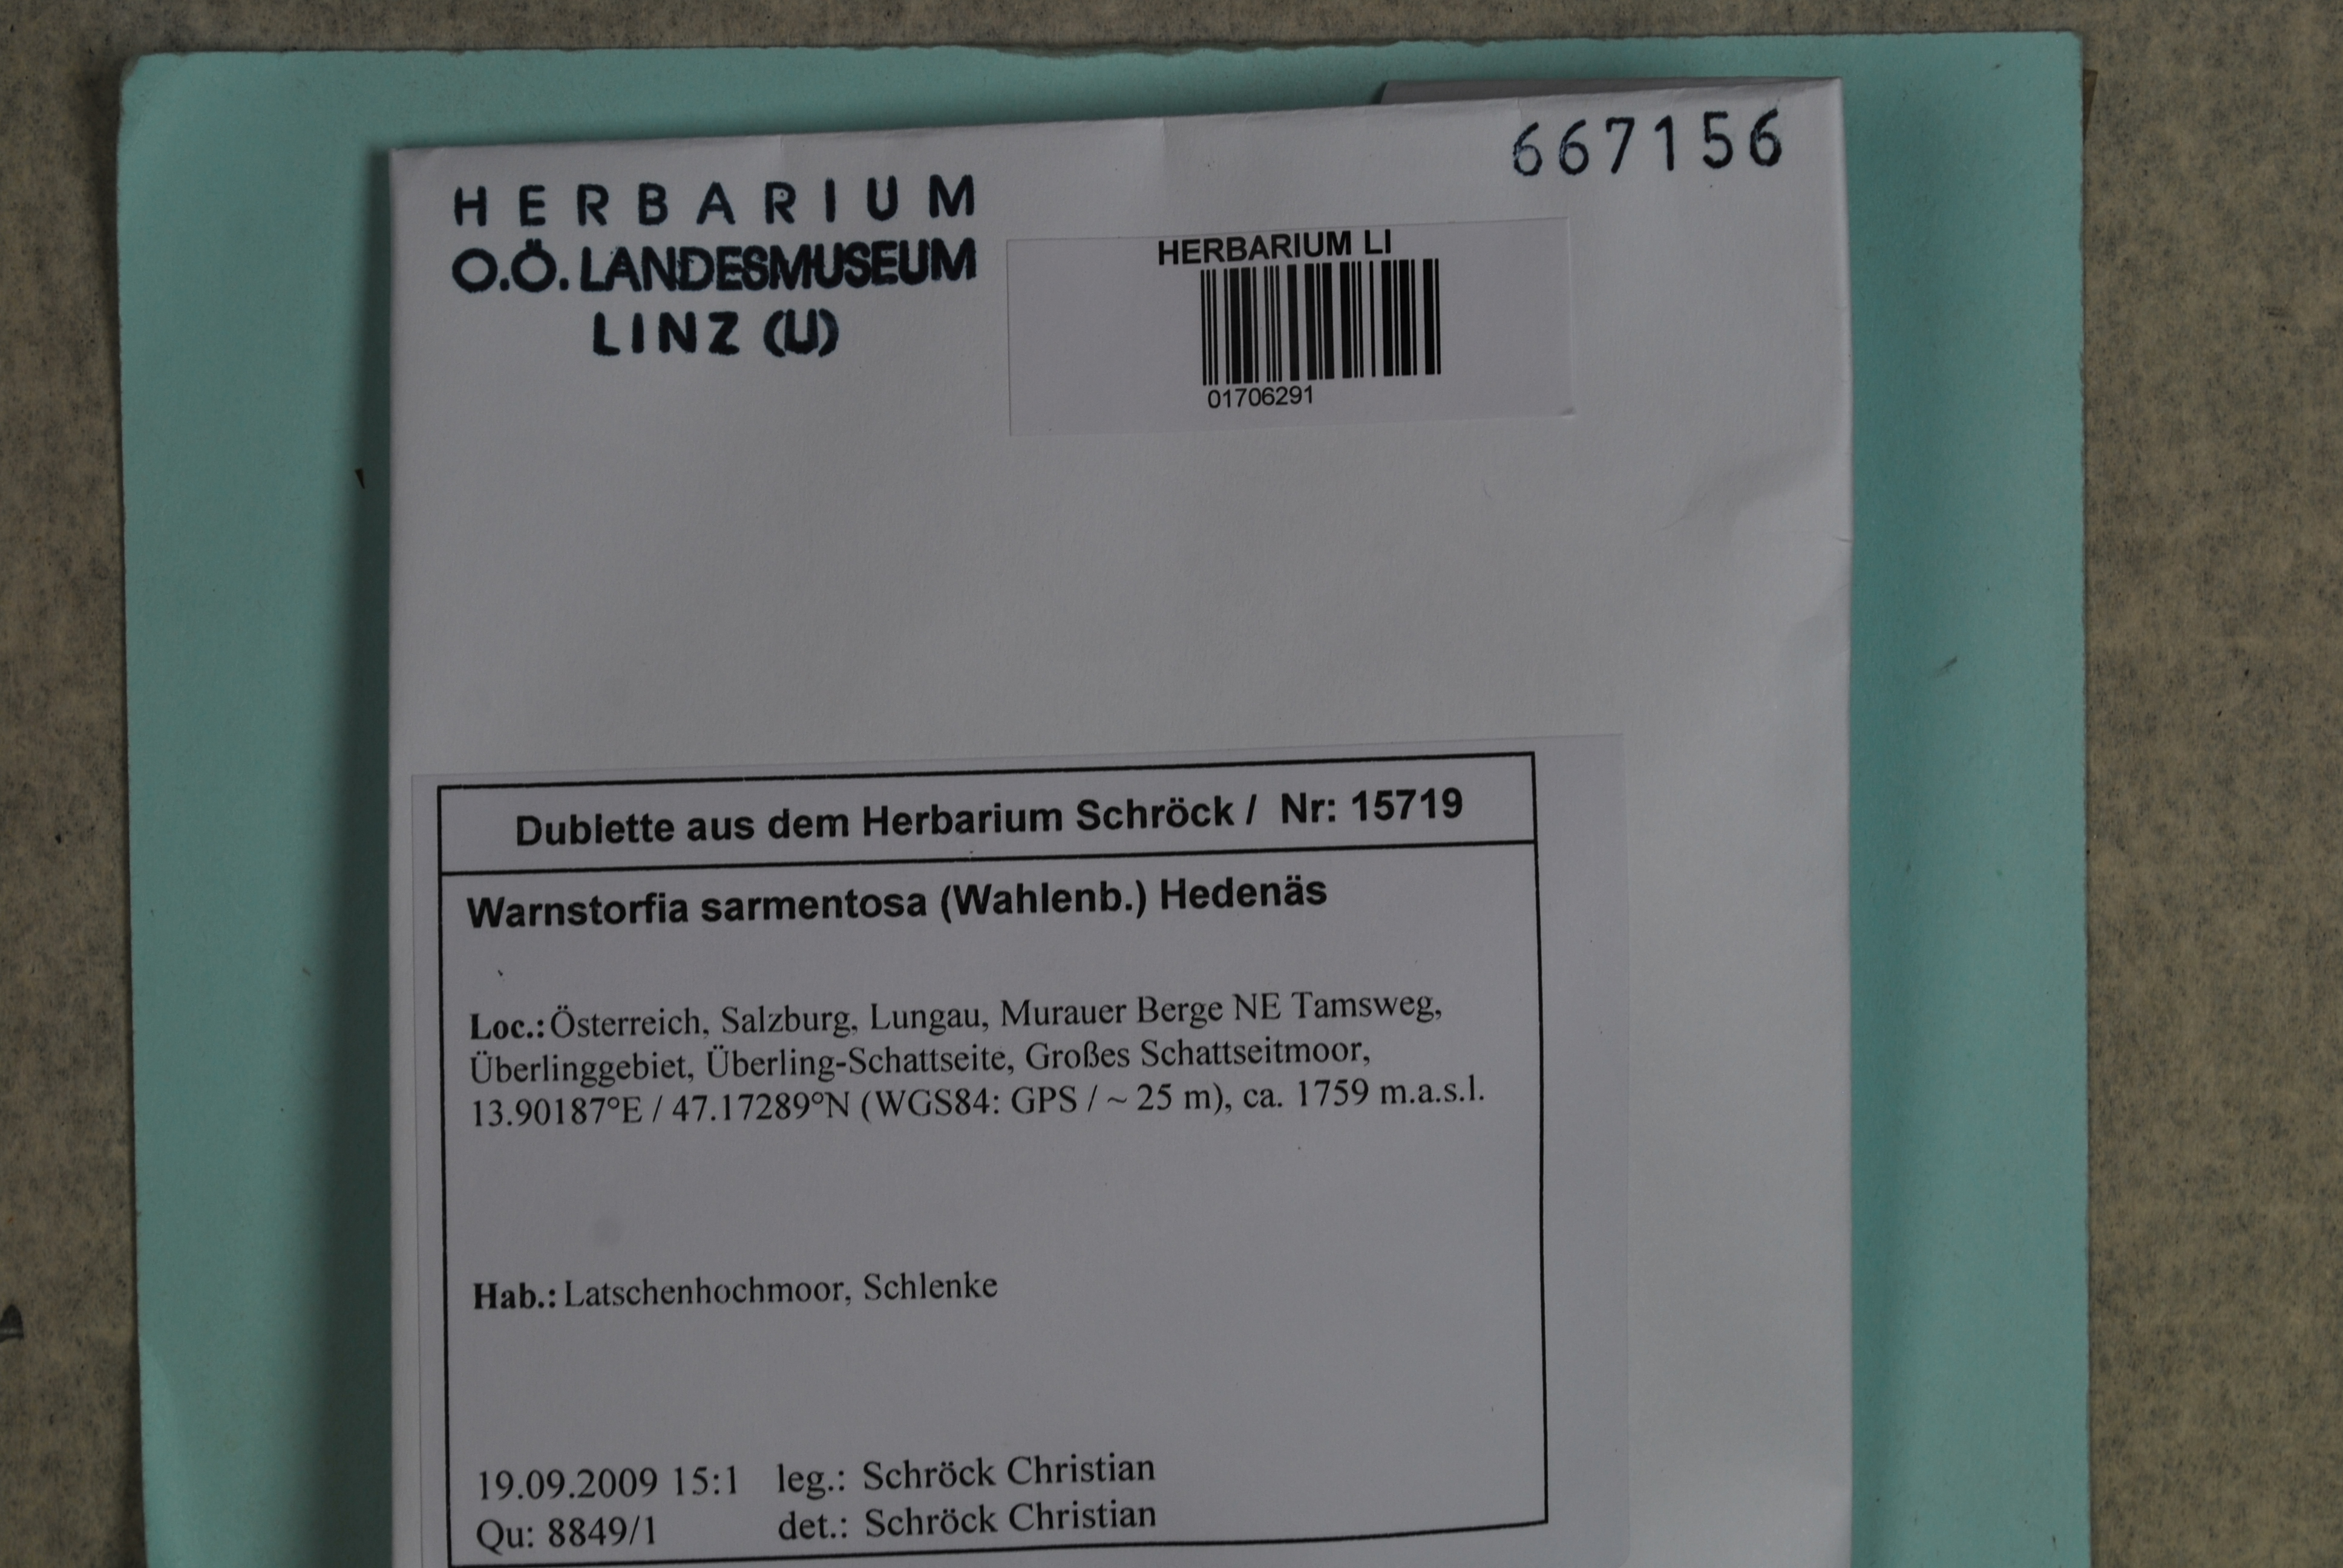 667156
HERBARIUM
O.Ö. LANDESMUSEUM
LINZ (LI)
HERBARIUM LI
01706291
Dublette aus dem Herbarium Schröck / Nr: 15719
Warnstorfia sarmentosa (Wahlenb.) Hedenäs
Loc.: Österreich, Salzburg, Lungau, Murauer Berge NE Tamsweg,
Überlinggebiet, Überling-Schattseite, Großes Schattseitmoor,
13.90187°E / 47.17289°N (WGS84: GPS / ~ 25 m), ca. 1759 m.a.s.l.
Hab.: Latschenhochmoor, Schlenke
19.09.2009 15:1 leg.: Schröck Christian
Qu: 8849/1 det.: Schröck Christian